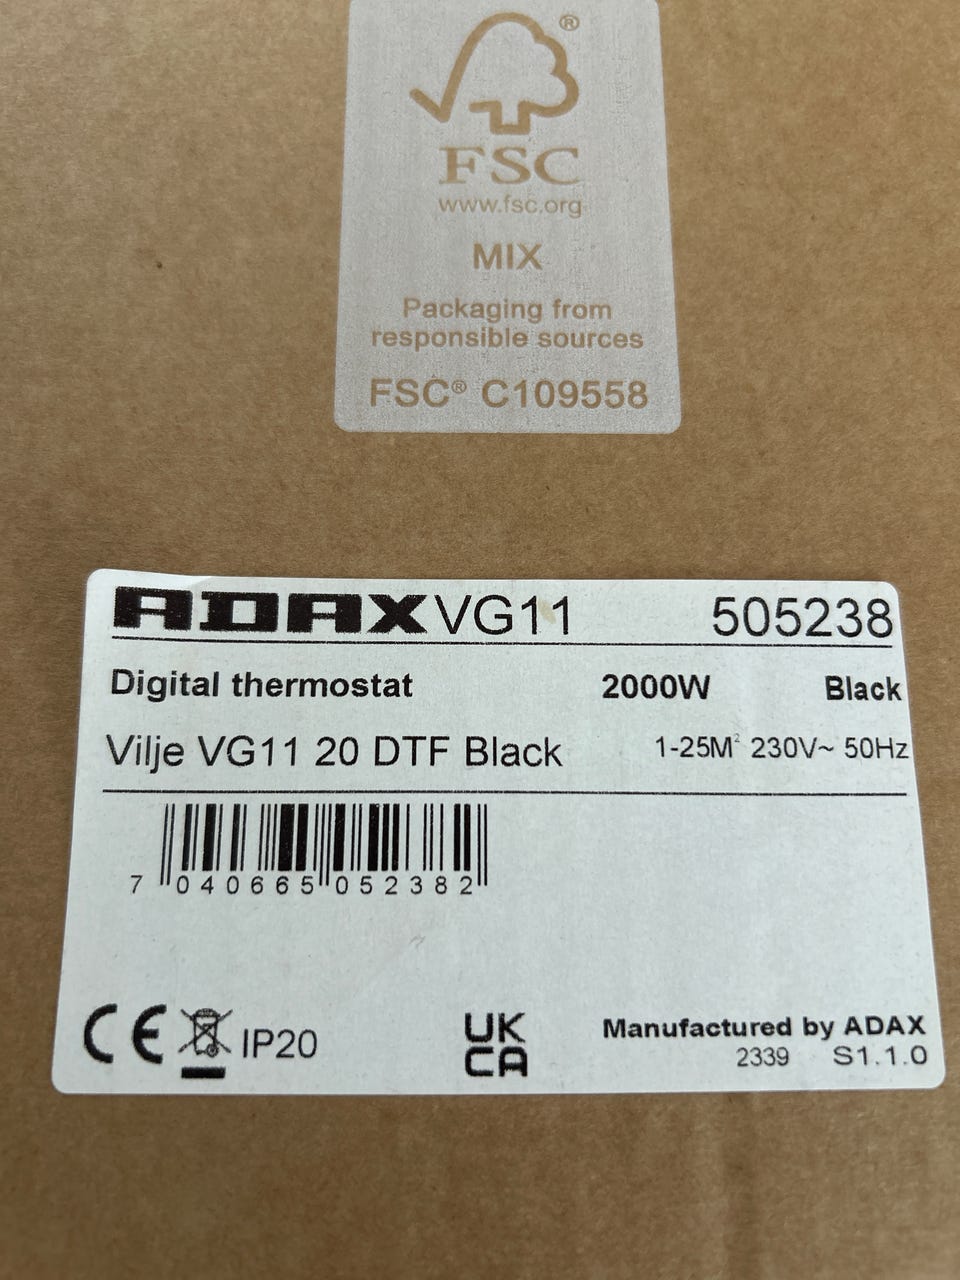 ®
FSC
www.fsc.org
MIX
Packaging from
responsible sources
FSC® C109558
ADAX VG11 505238
Digital thermostat 2000W Black
Vilje VG11 20 DTF Black 1-25M² 230V~ 50Hz
7 040665 052382
CE IP20 UK CA Manufactured by ADAX
2339 S1.1.0